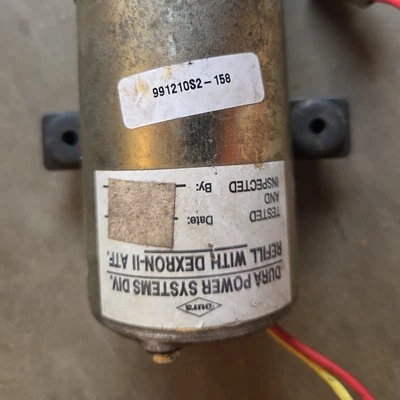 991210S2-158
Dura
DURA POWER SYSTEMS DIV.
REFILL WITH DEXRON-II ATF.
TESTED
AND
INSPECTED
Date:
By: